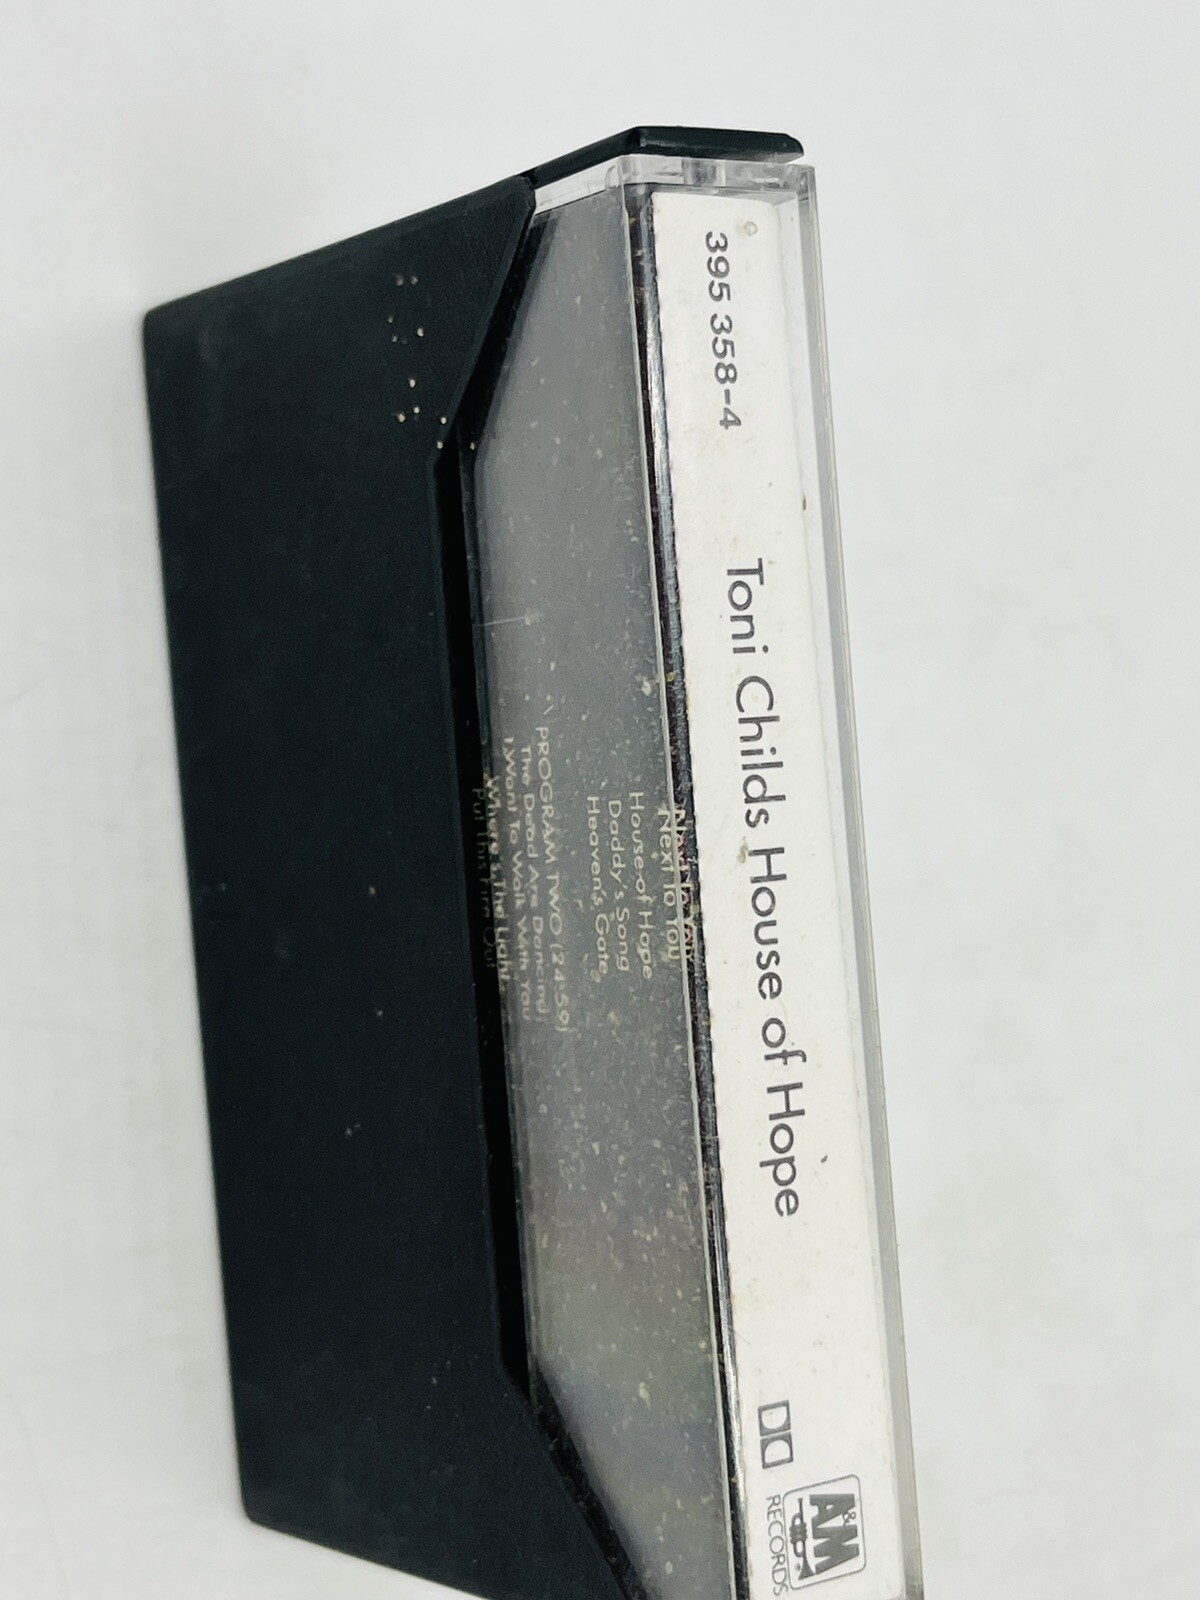 395 358-4
Toni Childs House of Hope
A&M
RECORDS
Next To You
House of Hope
Daddy's Song
Heaven's Gate
PROGRAM TWO (24:59)
The Dead Are Dancing
I Want To Walk With You
Where's The Light
Put This Fire Out